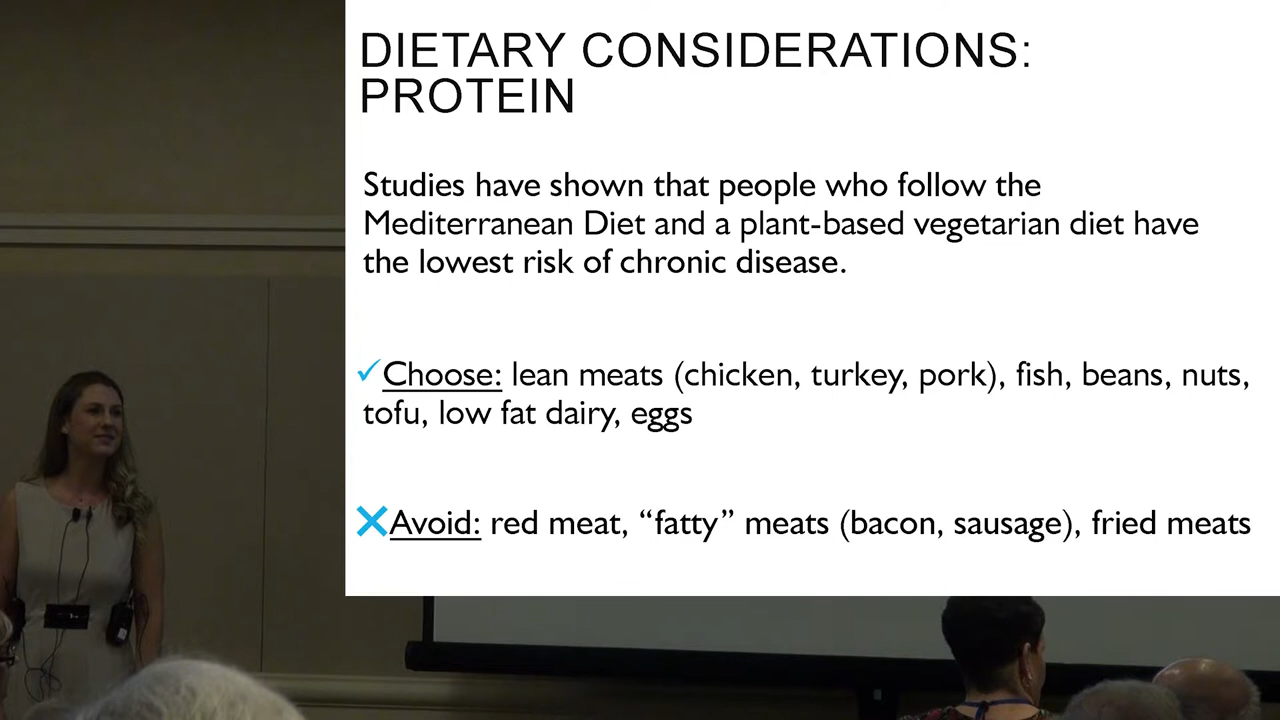 DIETARY CONSIDERATIONS:
PROTEIN
Studies have shown that people who follow the
Mediterranean Diet and a plant-based vegetarian diet have
the lowest risk of chronic disease.
✓Choose: lean meats (chicken, turkey, pork), fish, beans, nuts,
tofu, low fat dairy, eggs
✕Avoid: red meat, “fatty” meats (bacon, sausage), fried meats